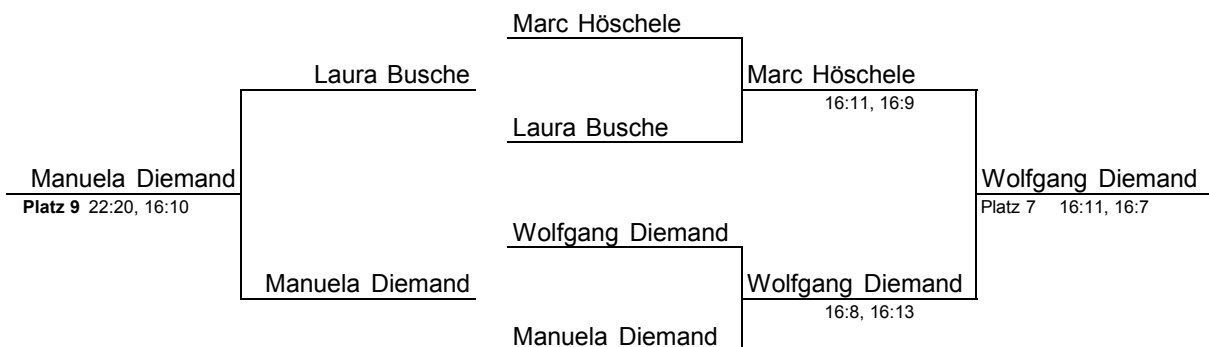 Marc Höschele
Laura Busche
Marc Höschele
16:11, 16:9
Laura Busche
Manuela Diemand
Wolfgang Diemand
Platz 9 22:20, 16:10
Platz 7 16:11, 16:7
Wolfgang Diemand
Manuela Diemand
Wolfgang Diemand
16:8, 16:13
Manuela Diemand